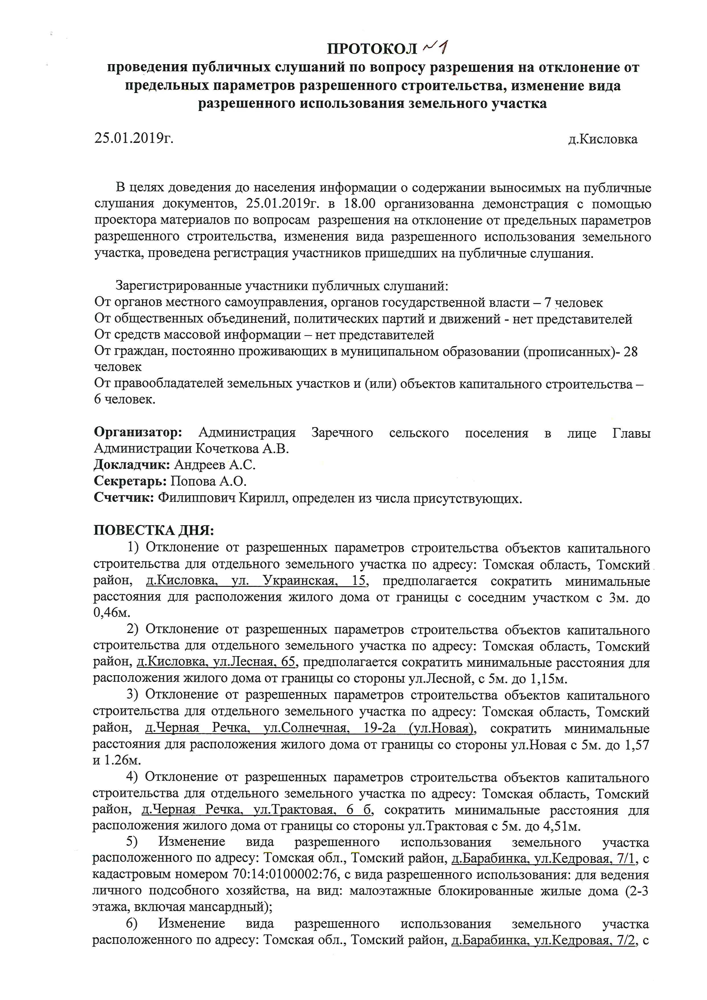 ПРОТОКОЛ №1
проведения публичных слушаний по вопросу разрешения на отклонение от
предельных параметров разрешенного строительства, изменение вида
разрешенного использования земельного участка
25.01.2019г. д.Кисловка
В целях доведения до населения информации о содержании выносимых на публичные
слушания документов, 25.01.2019г. в 18.00 организованна демонстрация с помощью
проектора материалов по вопросам разрешения на отклонение от предельных параметров
разрешенного строительства, изменения вида разрешенного использования земельного
участка, проведена регистрация участников пришедших на публичные слушания.
Зарегистрированные участники публичных слушаний:
От органов местного самоуправления, органов государственной власти – 7 человек
От общественных объединений, политических партий и движений - нет представителей
От средств массовой информации – нет представителей
От граждан, постоянно проживающих в муниципальном образовании (прописанных)- 28
человек
От правообладателей земельных участков и (или) объектов капитального строительства –
6 человек.
Организатор: Администрация Заречного сельского поселения в лице Главы
Администрации Кочеткова А.В.
Докладчик: Андреев А.С.
Секретарь: Попова А.О.
Счетчик: Филиппович Кирилл, определен из числа присутствующих.
ПОВЕСТКА ДНЯ:
1) Отклонение от разрешенных параметров строительства объектов капитального
строительства для отдельного земельного участка по адресу: Томская область, Томский
район, д.Кисловка, ул. Украинская, 15, предполагается сократить минимальные
расстояния для расположения жилого дома от границы с соседним участком с 3м. до
0,46м.
2) Отклонение от разрешенных параметров строительства объектов капитального
строительства для отдельного земельного участка по адресу: Томская область, Томский
район, д.Кисловка, ул.Лесная, 65, предполагается сократить минимальные расстояния для
расположения жилого дома от границы со стороны ул.Лесной, с 5м. до 1,15м.
3) Отклонение от разрешенных параметров строительства объектов капитального
строительства для отдельного земельного участка по адресу: Томская область, Томский
район, д.Черная Речка, ул.Солнечная, 19-2а (ул.Новая), сократить минимальные
расстояния для расположения жилого дома от границы со стороны ул.Новая с 5м. до 1,57
и 1.26м.
4) Отклонение от разрешенных параметров строительства объектов капитального
строительства для отдельного земельного участка по адресу: Томская область, Томский
район, д.Черная Речка, ул.Трактовая, 6 б, сократить минимальные расстояния для
расположения жилого дома от границы со стороны ул.Трактовая с 5м. до 4,51м.
5) Изменение вида разрешенного использования земельного участка
расположенного по адресу: Томская обл., Томский район, д.Барабинка, ул.Кедровая, 7/1, с
кадастровым номером 70:14:0100002:76, с вида разрешенного использования: для ведения
личного подсобного хозяйства, на вид: малоэтажные блокированные жилые дома (2-3
этажа, включая мансардный);
6) Изменение вида разрешенного использования земельного участка
расположенного по адресу: Томская обл., Томский район, д.Барабинка, ул.Кедровая, 7/2, с